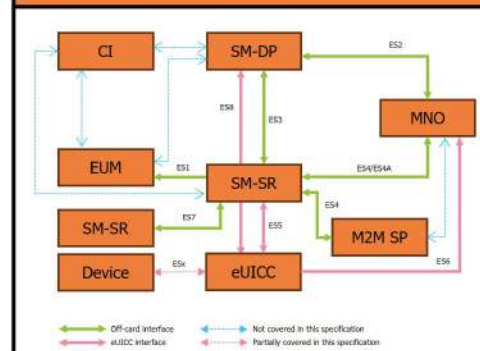 CI
SM-DP
ES2
MNO
ES8
ES3
EUM
ES1
SM-SR
ES4/ES4A
ES4
SM-SR
ES7
ES5
M2M SP
Device
ESx
eUICC
ES6
Off-card interface
Not covered in this specification
eUICC interface
Partially covered in this specification